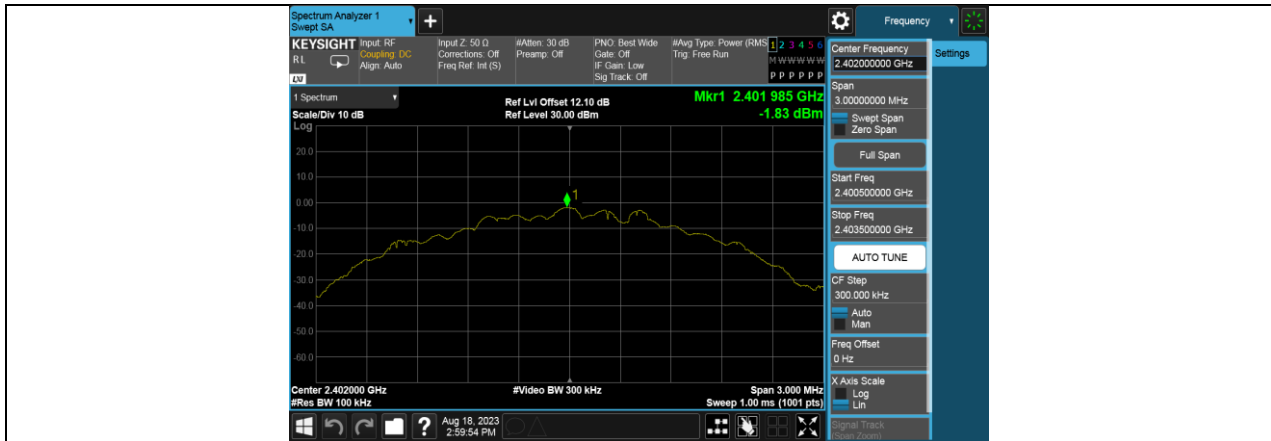 Spectrum Analyzer 1
Swept SA
+
Frequency
KEYSIGHT
RL
LXI
Input: RF
Coupling: DC
Align: Auto
Input Z: 50 Ω
Corrections: Off
Freq Ref: Int (S)
#Atten: 30 dB
Preamp: Off
PNO: Best Wide
Gate: Off
IF Gain: Low
Sig Track: Off
#Avg Type: Power (RMS
Trig: Free Run
1 2 3 4 5 6
M W W W W W
P P P P P P
1 Spectrum
Ref Lvl Offset 12.10 dB
Mkr1 2.401 985 GHz
Scale/Div 10 dB
Ref Level 30.00 dBm
-1.83 dBm
Log
20.0
10.0
0.00
-10.0
-20.0
-30.0
-40.0
-50.0
-60.0
1
Center 2.402000 GHz
#Video BW 300 kHz
Span 3.000 MHz
#Res BW 100 kHz
Sweep 1.00 ms (1001 pts)
?
Aug 18, 2023
2:59:54 PM
Center Frequency
2.402000000 GHz
Settings
Span
3.00000000 MHz
Swept Span
Zero Span
Full Span
Start Freq
2.400500000 GHz
Stop Freq
2.403500000 GHz
AUTO TUNE
CF Step
300.000 kHz
Auto
Man
Freq Offset
0 Hz
X Axis Scale
Log
Lin
Signal Track
(Span Zoom)